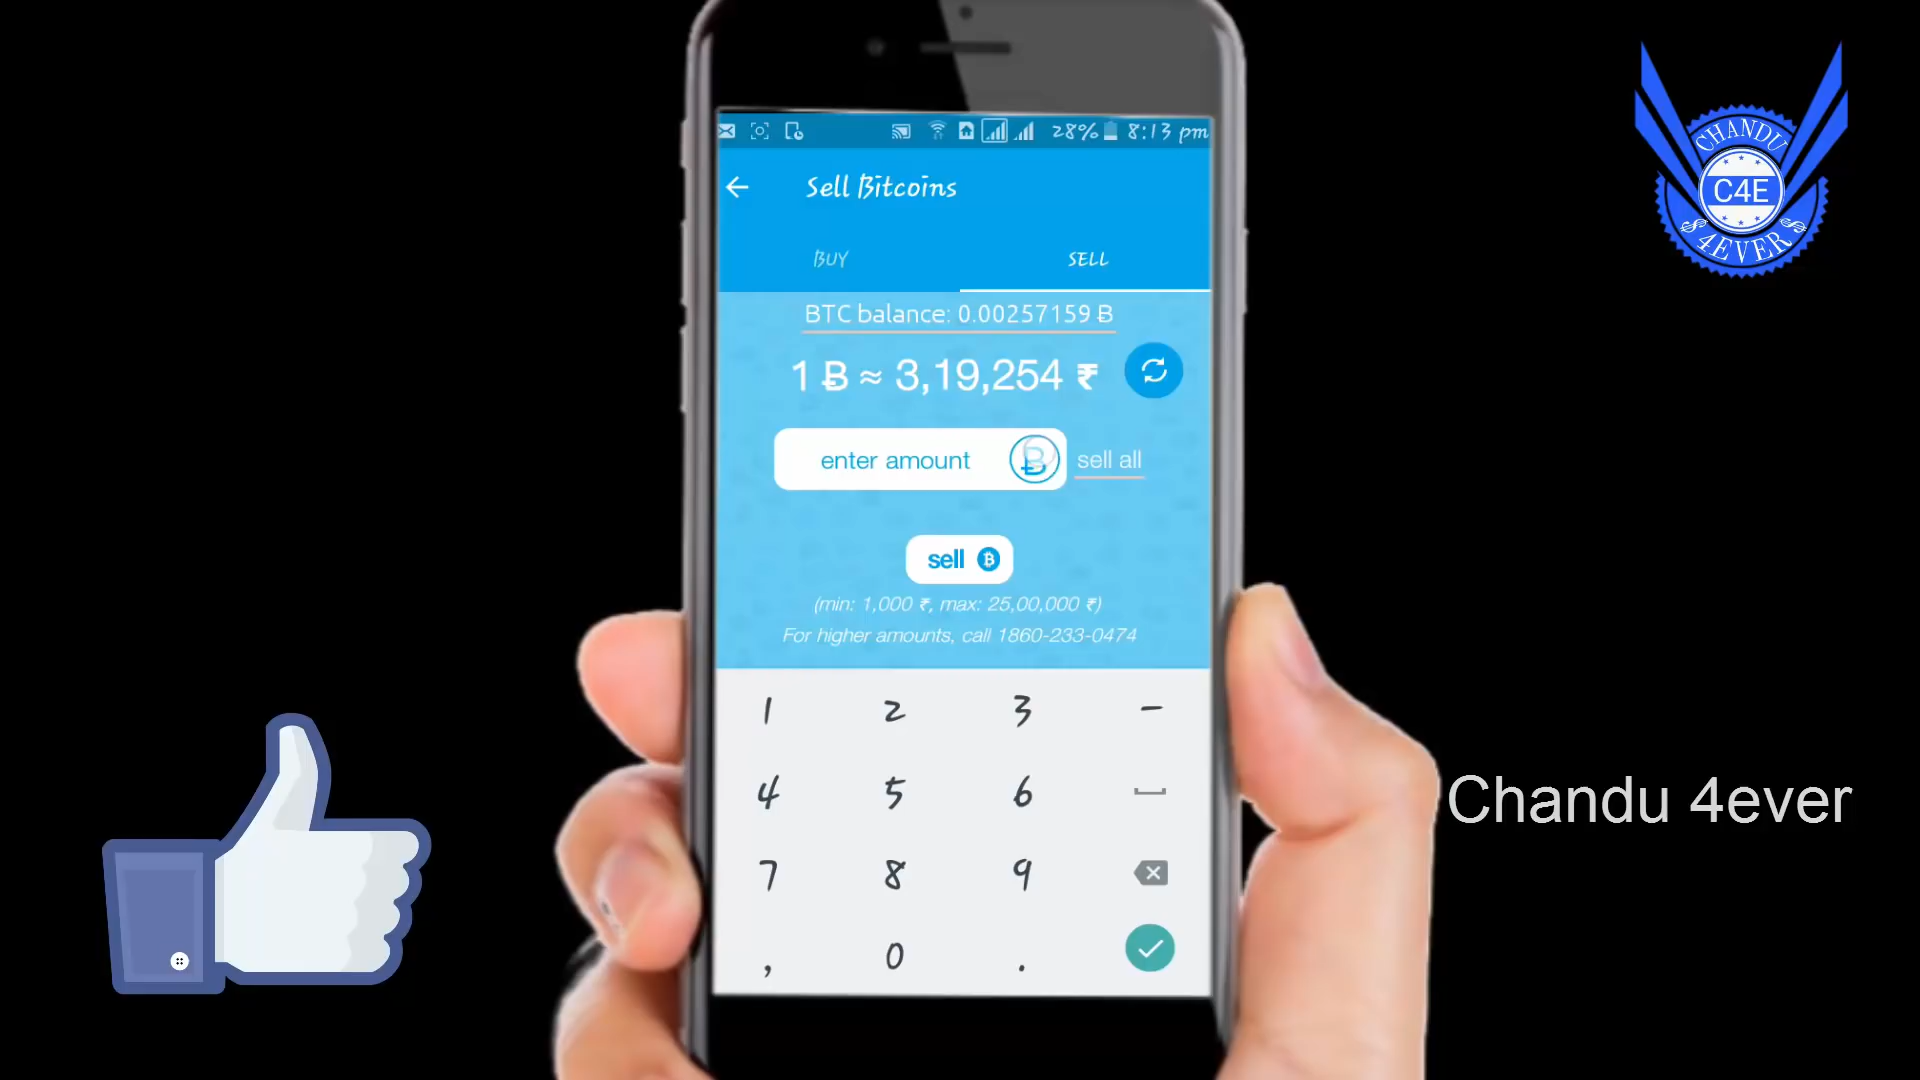 28% 8:13 pm
Sell Bitcoins
BUY SELL
BTC balance: 0.00257159 Ƀ
1 Ƀ ≈ 3,19,254 ₹
enter amount Ƀ sell all
sell ₿
(min: 1,000 ₹, max: 25,00,000 ₹)
For higher amounts, call 1860-233-0474
1 2 3 -
4 5 6
7 8 9
, 0 .
CHANDU
C4E
$ 4EVER $
Chandu 4ever